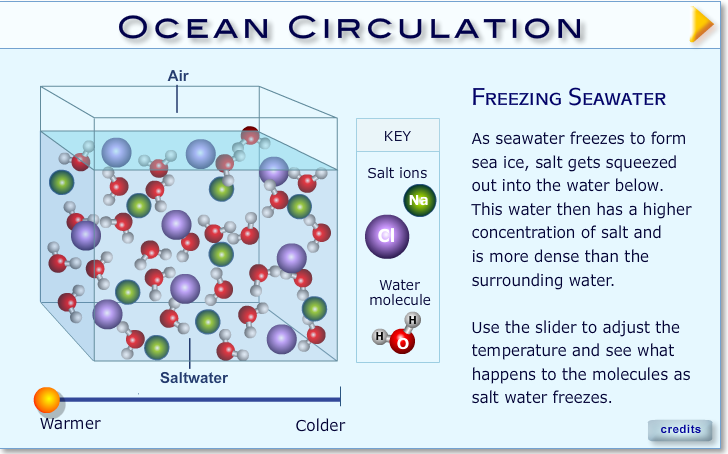 Ocean Circulation
Air
KEY
Salt ions
Na
Cl
Water
molecule
H
H
O
Saltwater
Warmer
Colder
Freezing Seawater
As seawater freezes to form
sea ice, salt gets squeezed
out into the water below.
This water then has a higher
concentration of salt and
is more dense than the
surrounding water.
Use the slider to adjust the
temperature and see what
happens to the molecules as
salt water freezes.
credits